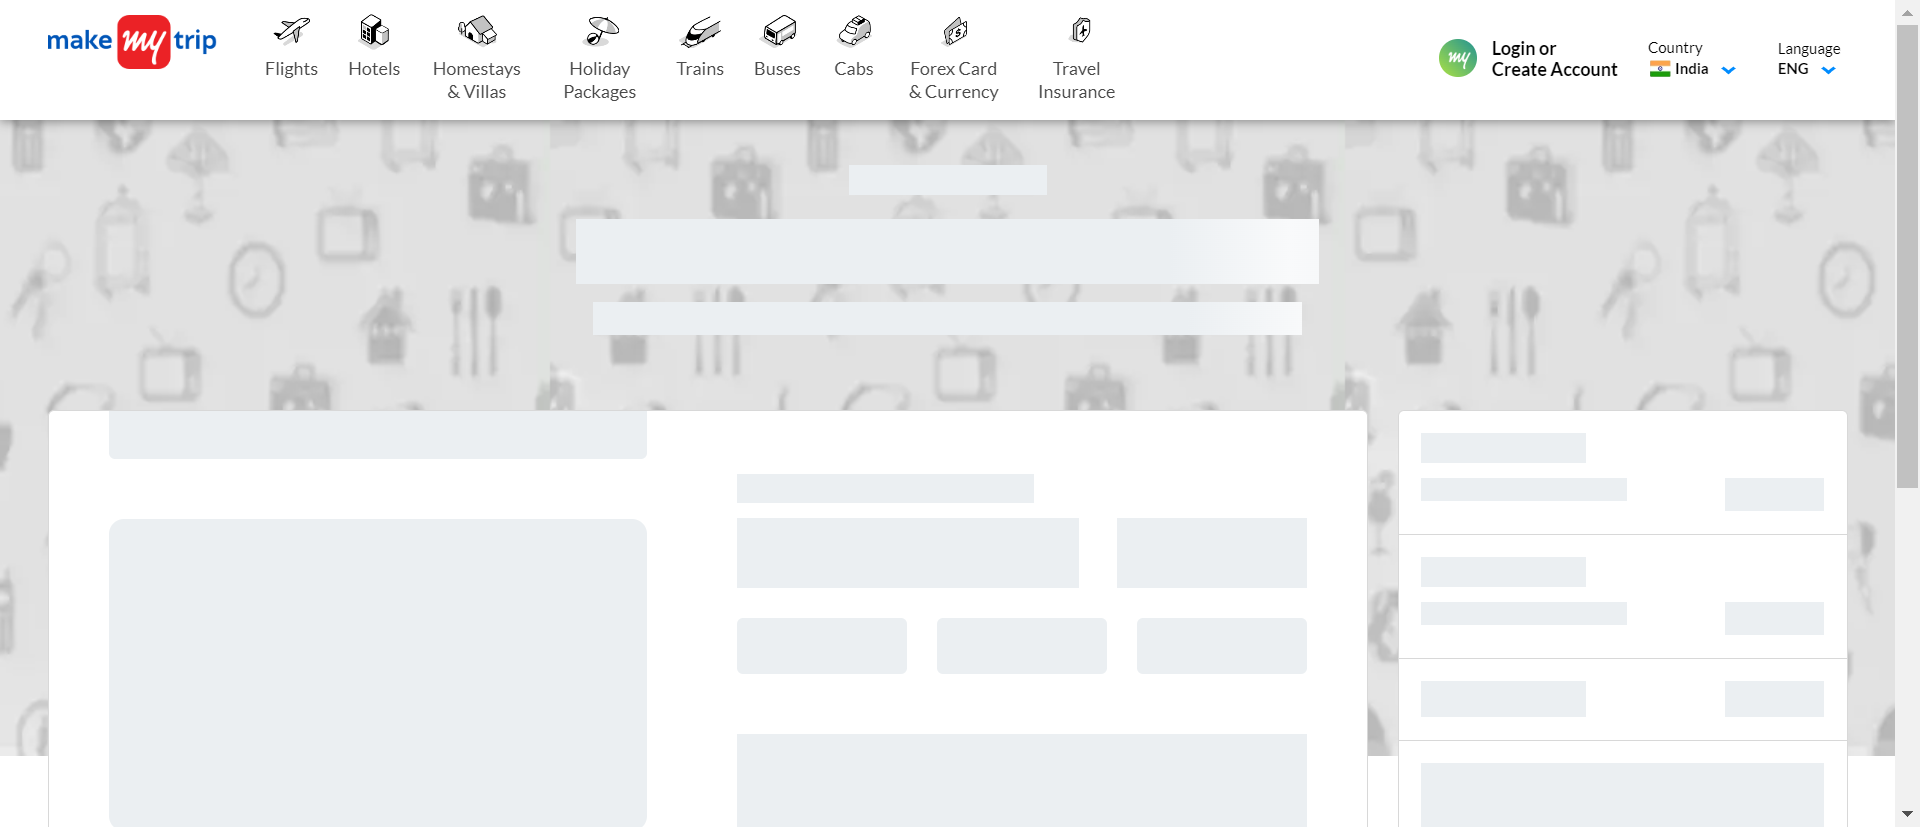 make my trip
Flights
Hotels
Homestays
& Villas
Holiday
Packages
Trains
Buses
Cabs
Forex Card
& Currency
Travel
Insurance
my
Login or
Create Account
Country
India
Language
ENG